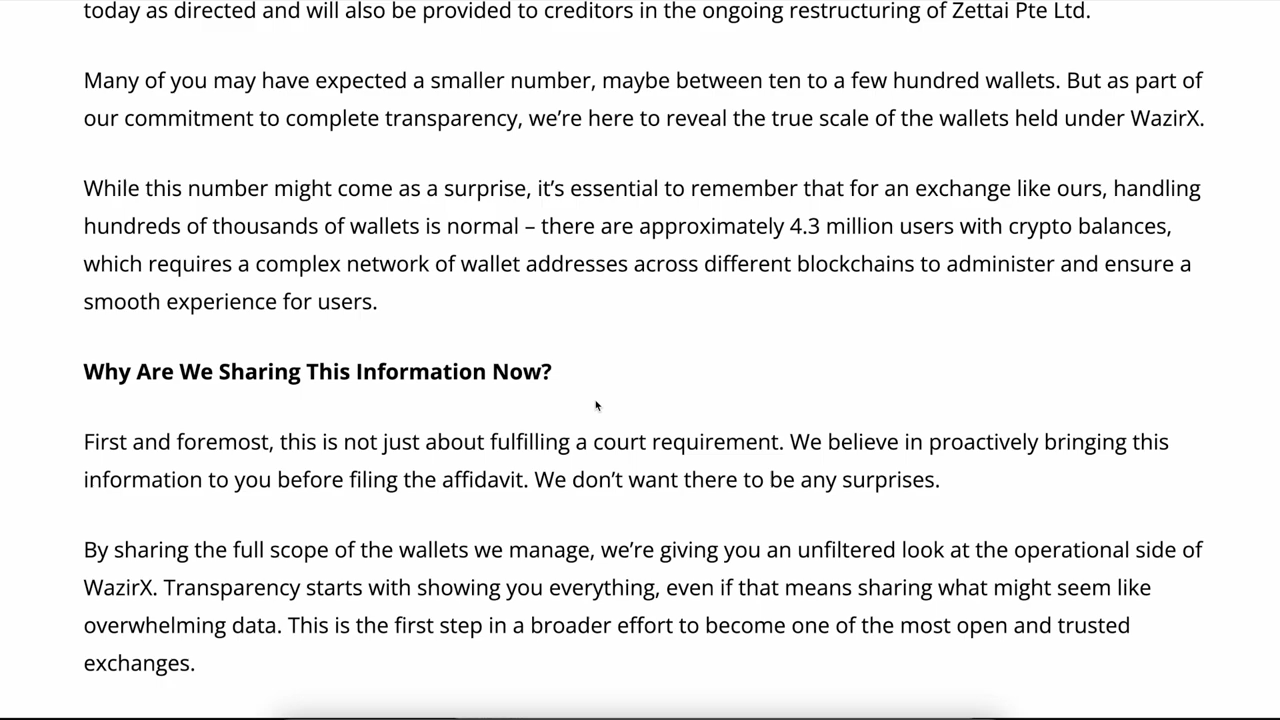 today as directed and will also be provided to creditors in the ongoing restructuring of Zettai Pte Ltd.
Many of you may have expected a smaller number, maybe between ten to a few hundred wallets. But as part of
our commitment to complete transparency, we’re here to reveal the true scale of the wallets held under WazirX.
While this number might come as a surprise, it’s essential to remember that for an exchange like ours, handling
hundreds of thousands of wallets is normal – there are approximately 4.3 million users with crypto balances,
which requires a complex network of wallet addresses across different blockchains to administer and ensure a
smooth experience for users.
Why Are We Sharing This Information Now?
First and foremost, this is not just about fulfilling a court requirement. We believe in proactively bringing this
information to you before filing the affidavit. We don’t want there to be any surprises.
By sharing the full scope of the wallets we manage, we’re giving you an unfiltered look at the operational side of
WazirX. Transparency starts with showing you everything, even if that means sharing what might seem like
overwhelming data. This is the first step in a broader effort to become one of the most open and trusted
exchanges.